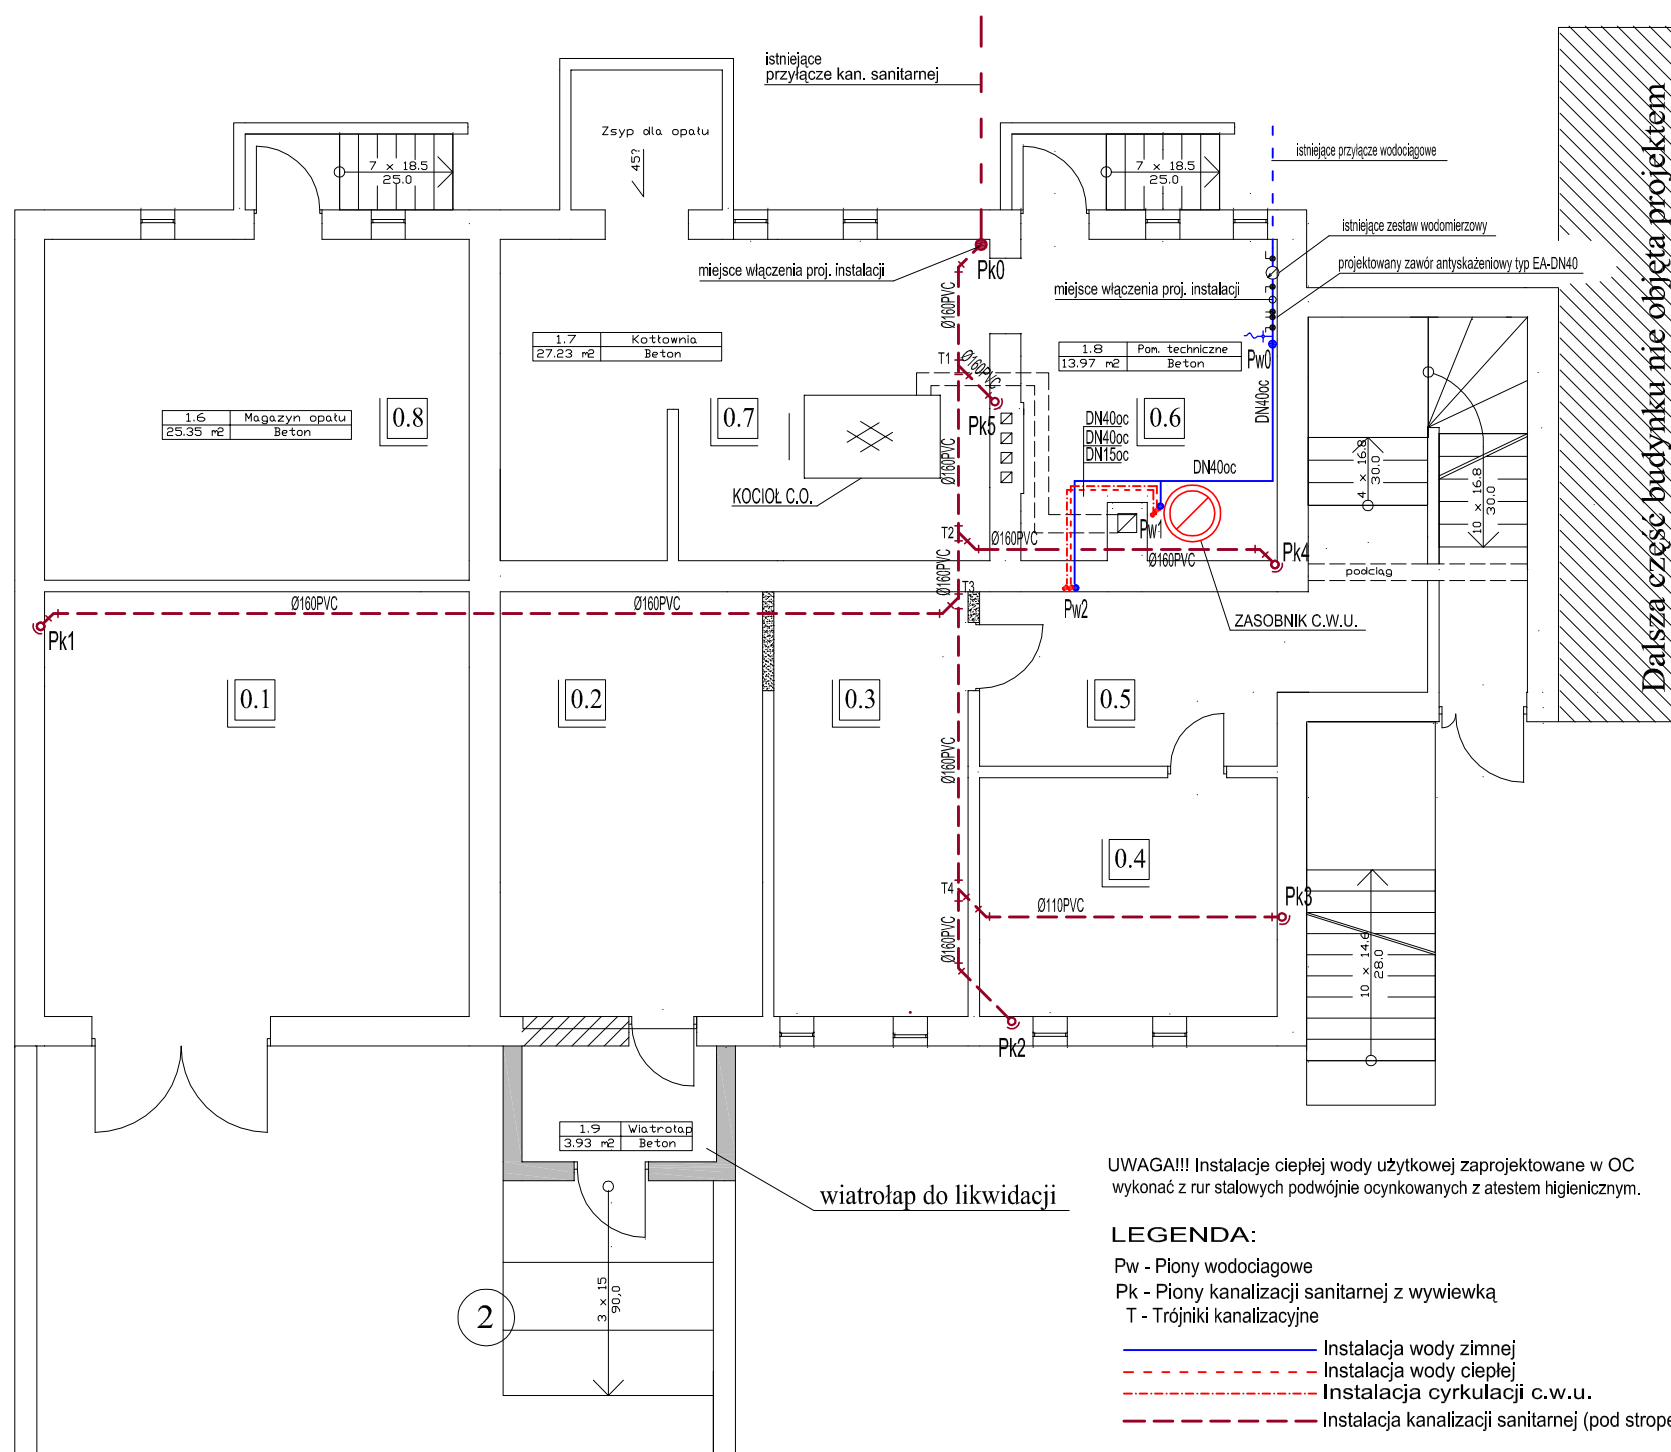 istniejące
przyłącze kan. sanitarnej
Zsyp dla opału
45?
7 x 18.5
25.0
7 x 18.5
25.0
istniejące przyłącze wodociągowe
istniejące zestaw wodomierzowy
projektowany zawór antyskażeniowy typ EA-DN40
miejsce włączenia proj. instalacji
Pk0
miejsce włączenia proj. instalacji
Dalsza część budynku nie objęta projektem
Ø160PVC
1.7 Kotłownia
27.23 m2 Beton
1.8 Pom. techniczne
13.97 m2 Beton
Pw0
T1
Ø160PVC
Pk5
1.6 Magazyn opału
25.35 m2 Beton
0.8
0.7
0.6
DN40oc
DN40oc
DN40oc
DN15oc
DN40oc
Ø160PVC
KOCIOŁ C.O.
4 x 16.8
30.0
10 x 16.8
30.0
Pw1
T2
Ø160PVC
Ø160PVC
Pk4
podciąg
Ø160PVC
T3
Pw2
ZASOBNIK C.W.U.
Ø160PVC
Ø160PVC
Pk1
0.1
0.2
0.3
0.5
Ø160PVC
0.4
T4
Ø110PVC
Pk3
Ø160PVC
10 x 14.6
28.0
Pk2
1.9 Wiatrołap
3.93 m2 Beton
wiatrołap do likwidacji
3 x 15
90,0
2
UWAGA!!! Instalacje ciepłej wody użytkowej zaprojektowane w OC
wykonać z rur stalowych podwójnie ocynkowanych z atestem higienicznym.
LEGENDA:
Pw - Piony wodociagowe
Pk - Piony kanalizacji sanitarnej z wywiewką
T - Trójniki kanalizacyjne
Instalacja wody zimnej
Instalacja wody ciepłej
Instalacja cyrkulacji c.w.u.
Instalacja kanalizacji sanitarnej (pod strope